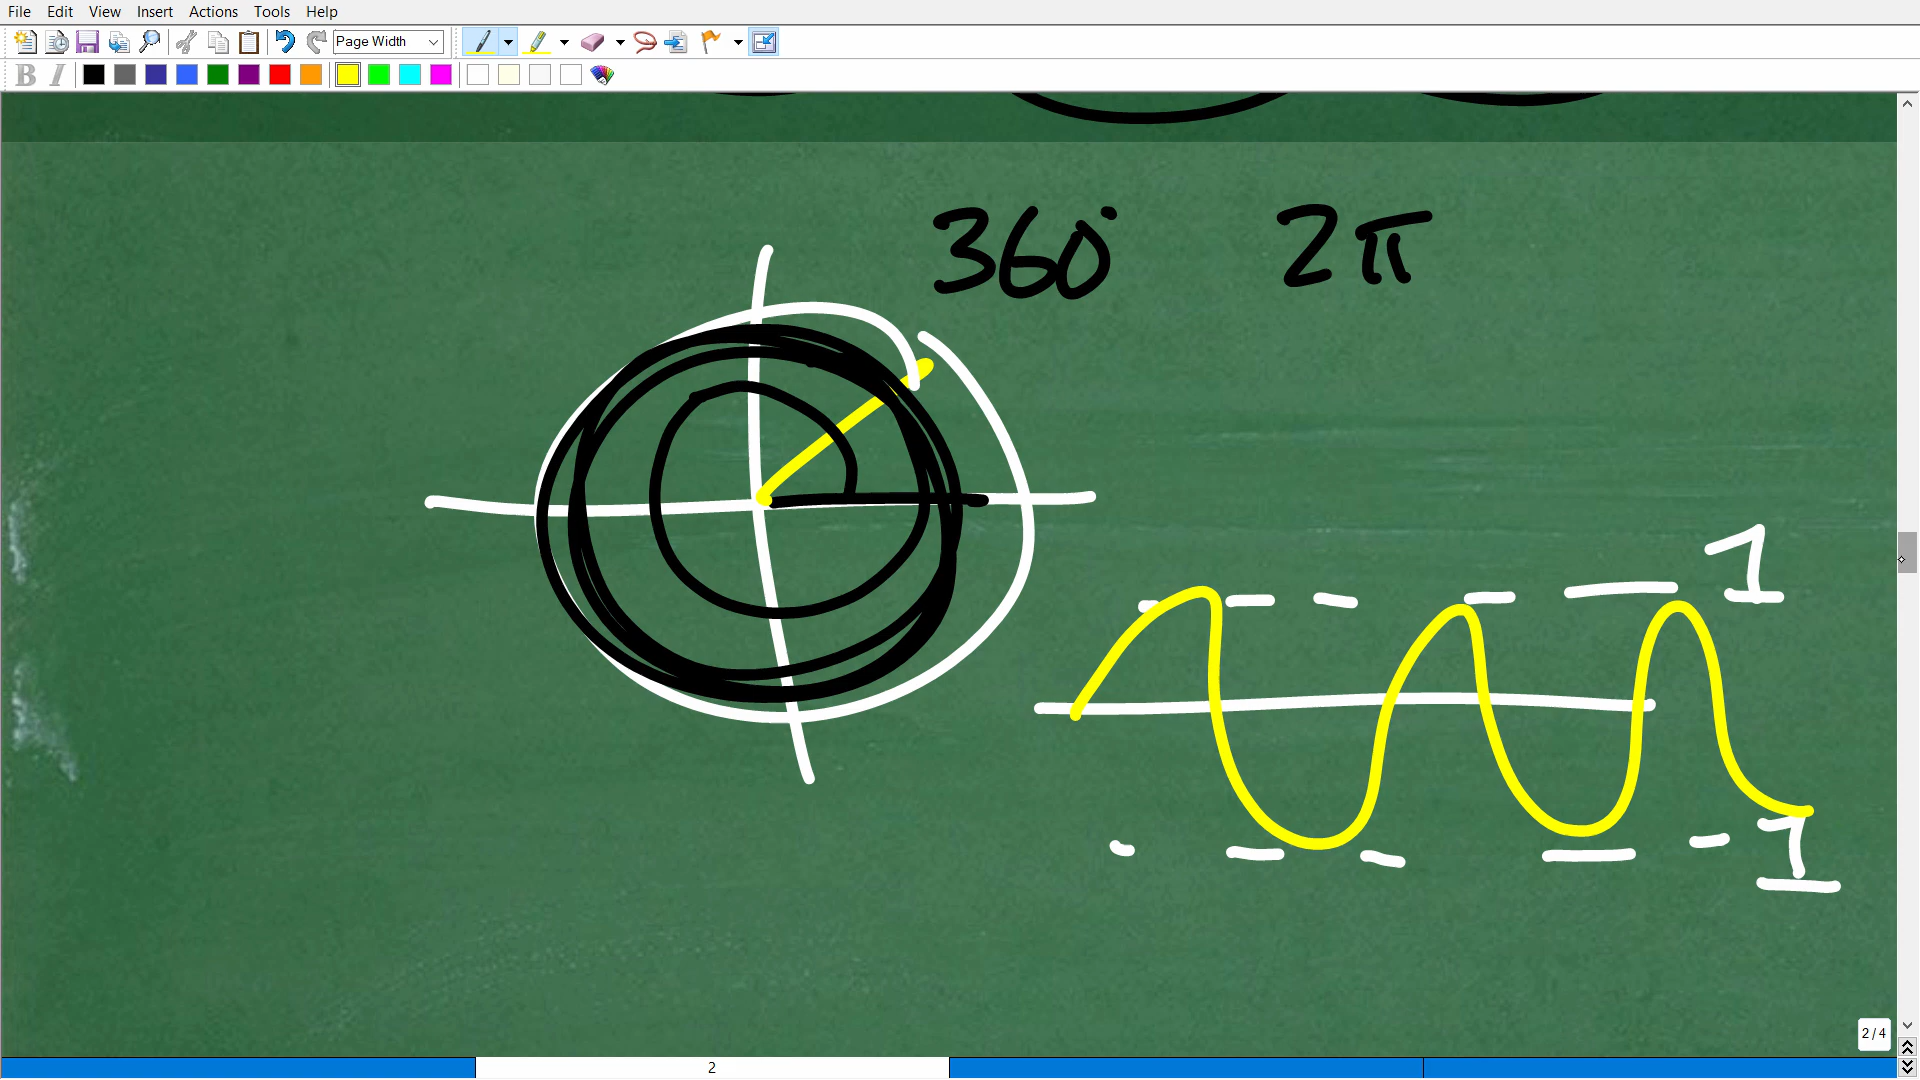 File Edit View Insert Actions Tools Help
Page Width
B I
360° 2π
1
1
2 / 4
2